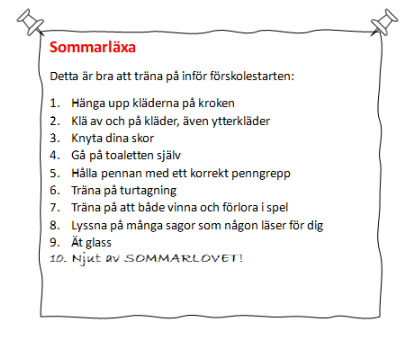 Sommarläxa
Detta är bra att träna på inför förskolestarten:
1. Hänga upp kläderna på kroken
2. Klä av och på kläder, även ytterkläder
3. Knyta dina skor
4. Gå på toaletten själv
5. Hålla pennan med ett korrekt penngrepp
6. Träna på turtagning
7. Träna på att både vinna och förlora i spel
8. Lyssna på många sagor som någon läser för dig
9. Ät glass
10. Njut av SOMMARLOVET!